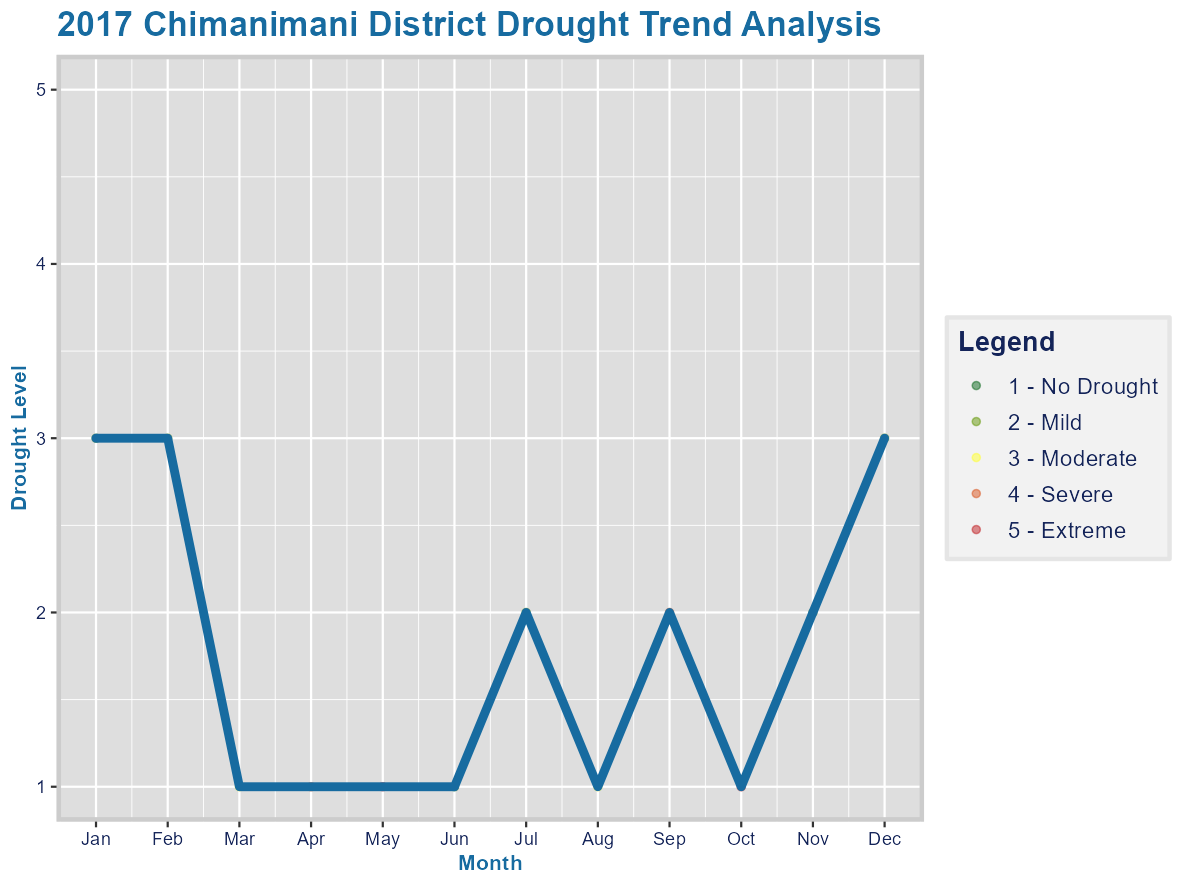 2017 Chimanimani District Drought Trend Analysis
Drought Level
5
4
3
2
1
Jan Feb Mar Apr May Jun Jul Aug Sep Oct Nov Dec
Month
Legend
1 - No Drought
2 - Mild
3 - Moderate
4 - Severe
5 - Extreme